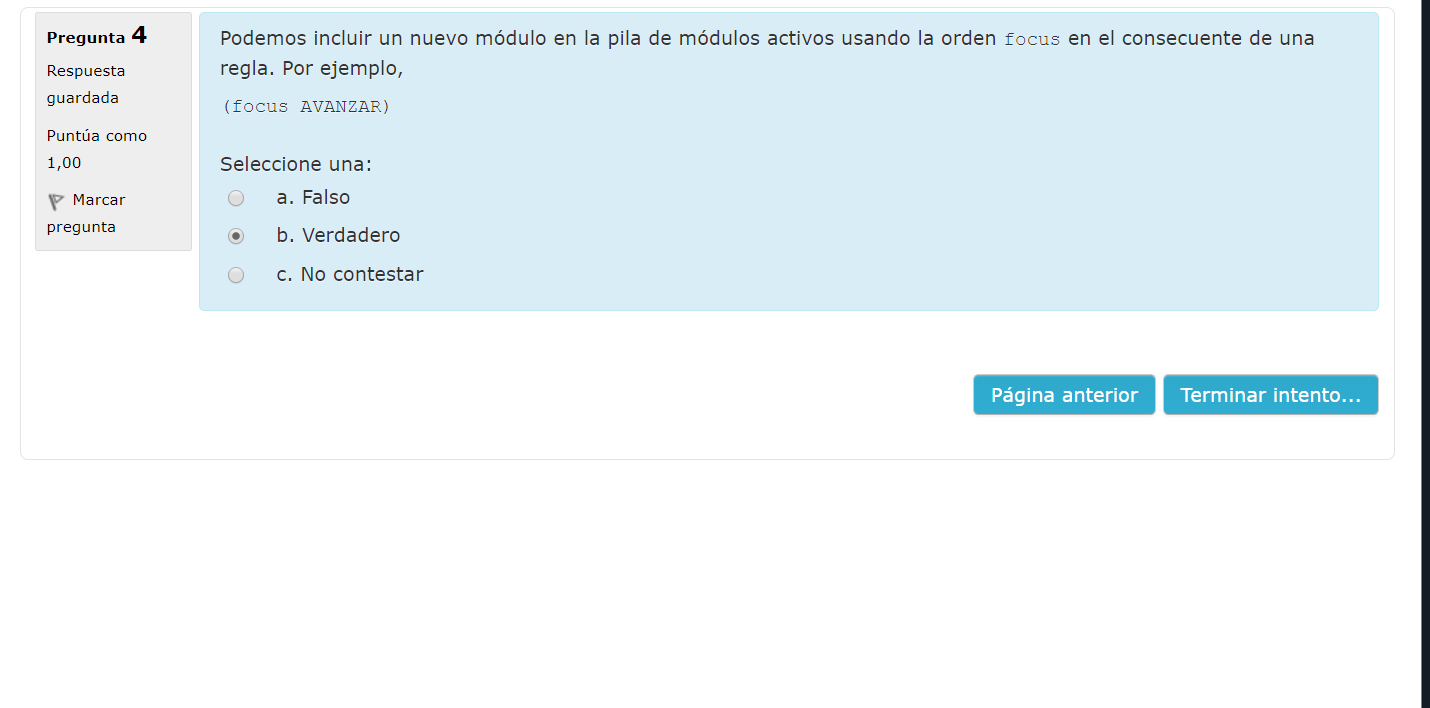 Pregunta 4
Respuesta
guardada
Puntúa como
1,00
Marcar
pregunta
Podemos incluir un nuevo módulo en la pila de módulos activos usando la orden focus en el consecuente de una
regla. Por ejemplo,
(focus AVANZAR)
Seleccione una:
a. Falso
b. Verdadero
c. No contestar
Página anterior
Terminar intento...